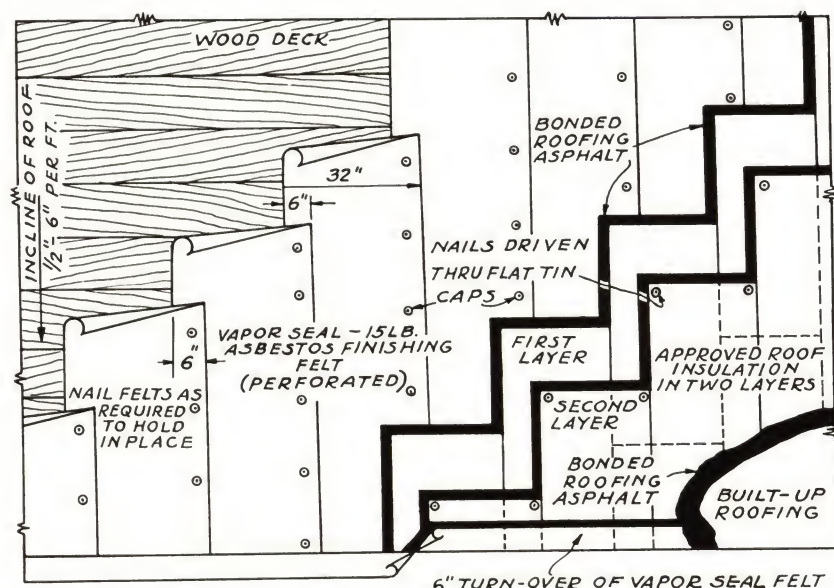 WOOD DECK
INCLINE OF ROOF
1/2"-6" PER FT.
BONDED
ROOFING
ASPHALT
32"
6"
NAILS DRIVEN
THRU FLAT TIN
CAPS
VAPOR SEAL-15LB.
ASBESTOS FINISHING
FELT
(PERFORATED)
6"
NAIL FELTS AS
REQUIRED
TO HOLD
IN PLACE
FIRST
LAYER
APPROVED ROOF
INSULATION
IN TWO LAYERS
SECOND
LAYER
BONDED
ROOFING
ASPHALT
BUILT-UP
ROOFING
6" TURN-OVER OF VAPOR SEAL FELT